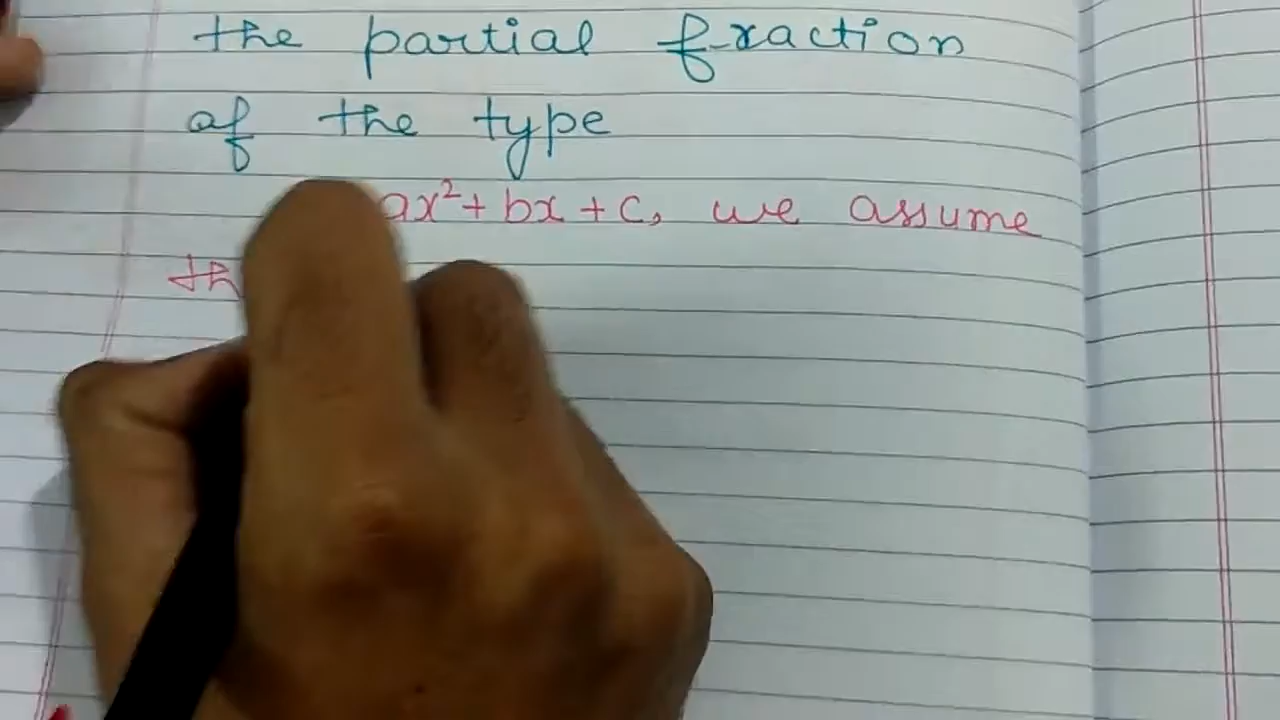 the partial fraction
of the type
ax²+ bx + c, we assume